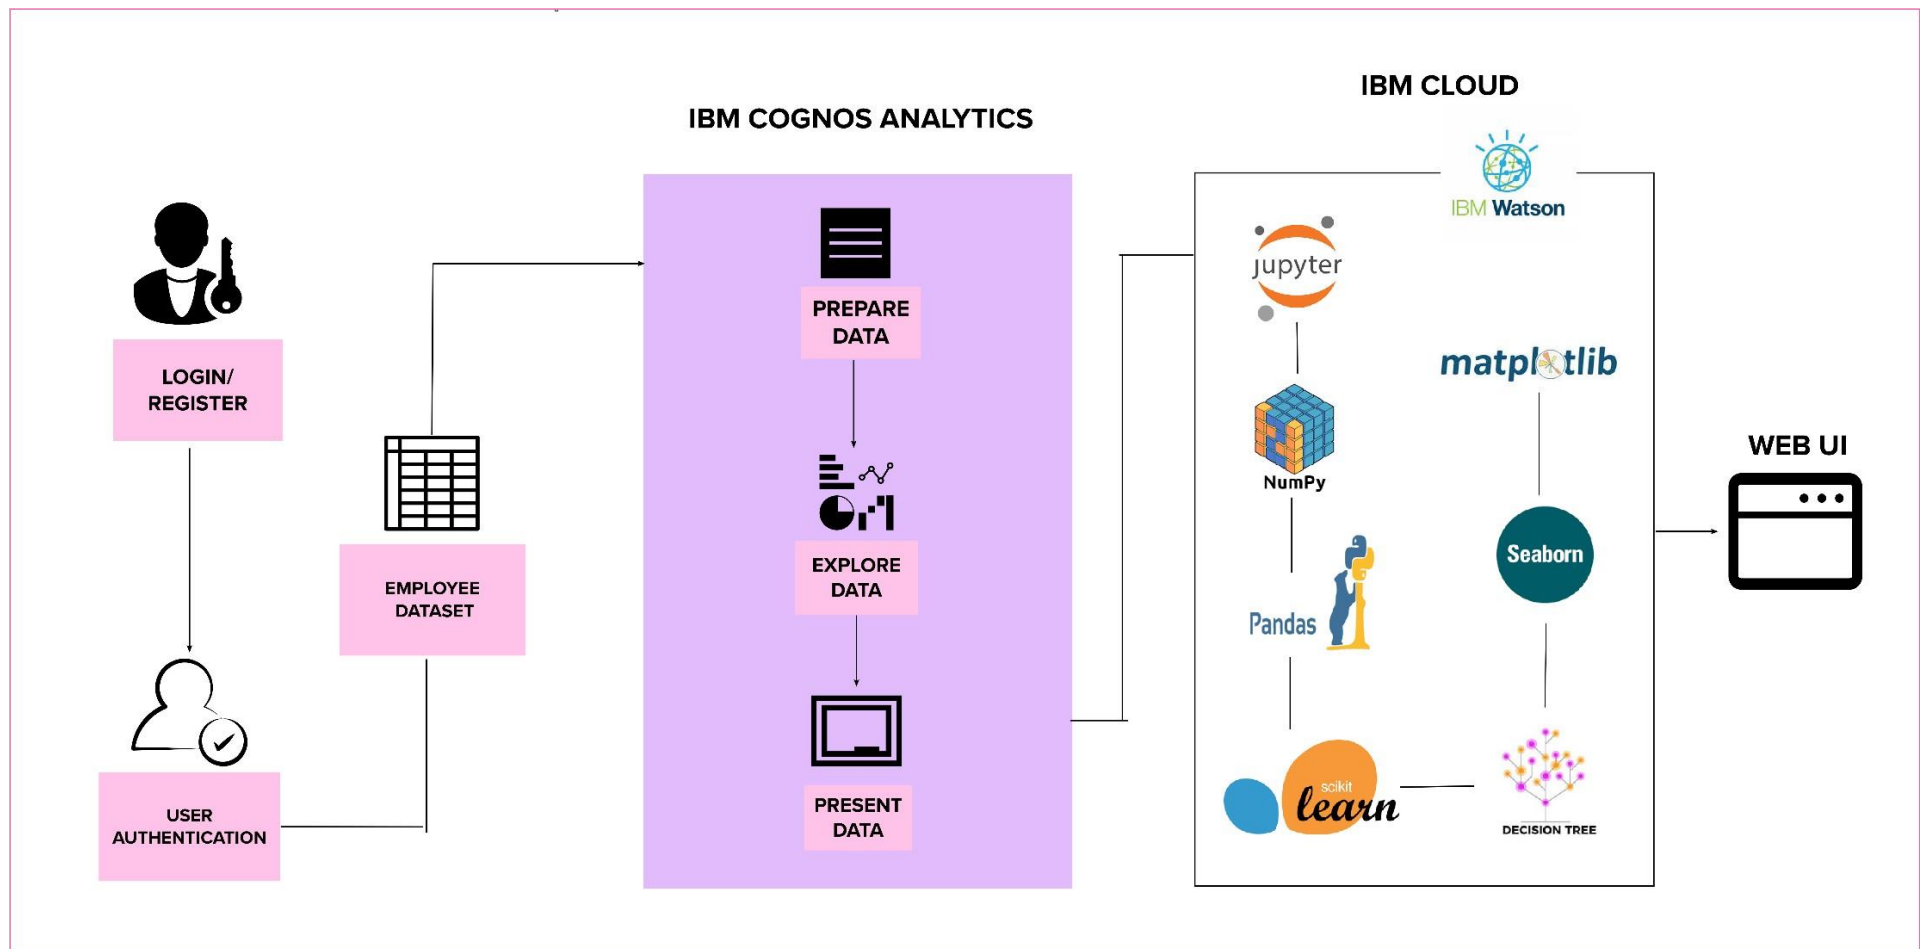 LOGIN/
REGISTER
USER
AUTHENTICATION
EMPLOYEE
DATASET
IBM COGNOS ANALYTICS
PREPARE
DATA
EXPLORE
DATA
PRESENT
DATA
IBM CLOUD
IBM Watson
jupyter
NumPy
Pandas
scikit
learn
DECISION TREE
Seaborn
matplotlib
WEB UI